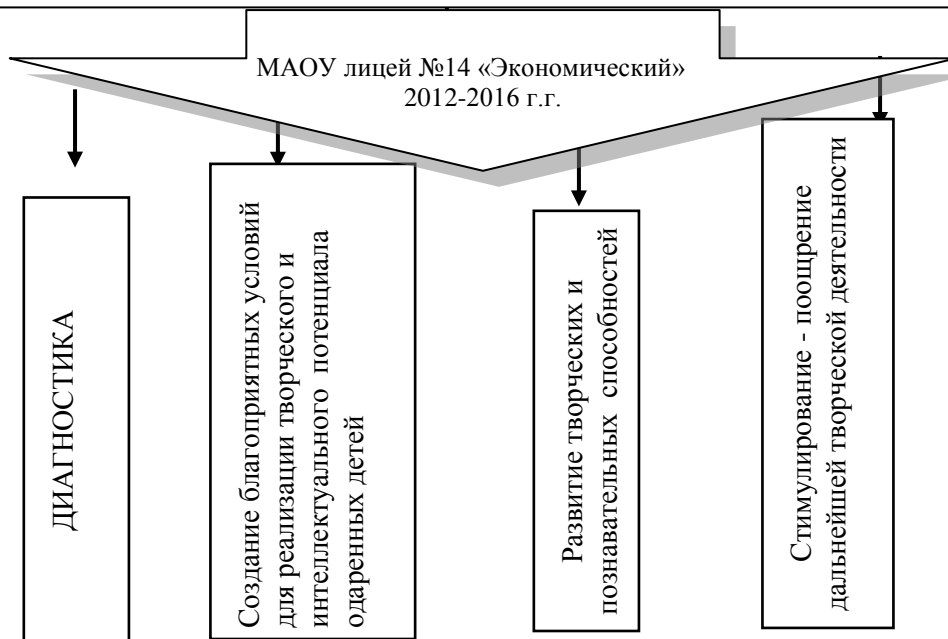 МАОУ лицей №14 «Экономический»
2012-2016 г.г.
ДИАГНОСТИКА
Создание благоприятных условий
для реализации творческого и
интеллектуального потенциала
одаренных детей
Развитие творческих и
познавательных способностей
Стимулирование - поощрение
дальнейшей творческой деятельности